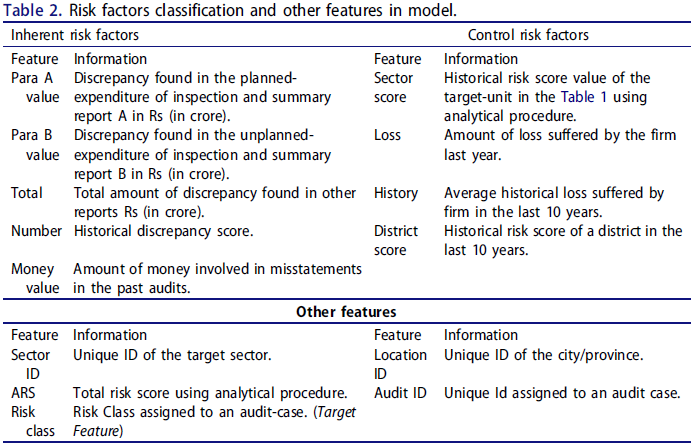 Table 2. Risk factors classification and other features in model.
Inherent risk factors
Control risk factors
Feature Information
Para A value Discrepancy found in the planned-
expenditure of inspection and summary
report A in Rs (in crore).
Para B value Discrepancy found in the unplanned-
expenditure of inspection and summary
report B in Rs (in crore).
Total Total amount of discrepancy found in other
reports Rs (in crore).
Number Historical discrepancy score.
Money value Amount of money involved in misstatements
in the past audits.
Feature Information
Sector score Historical risk score value of the
target-unit in the Table 1 using
analytical procedure.
Loss Amount of loss suffered by the firm
last year.
History Average historical loss suffered by
firm in the last 10 years.
District score Historical risk score of a district in the
last 10 years.
Other features
Feature Information
Sector ID Unique ID of the target sector.
ARS Total risk score using analytical procedure.
Risk class Risk Class assigned to an audit-case. (Target
Feature)
Feature Information
Location ID Unique ID of the city/province.
Audit ID Unique Id assigned to an audit case.